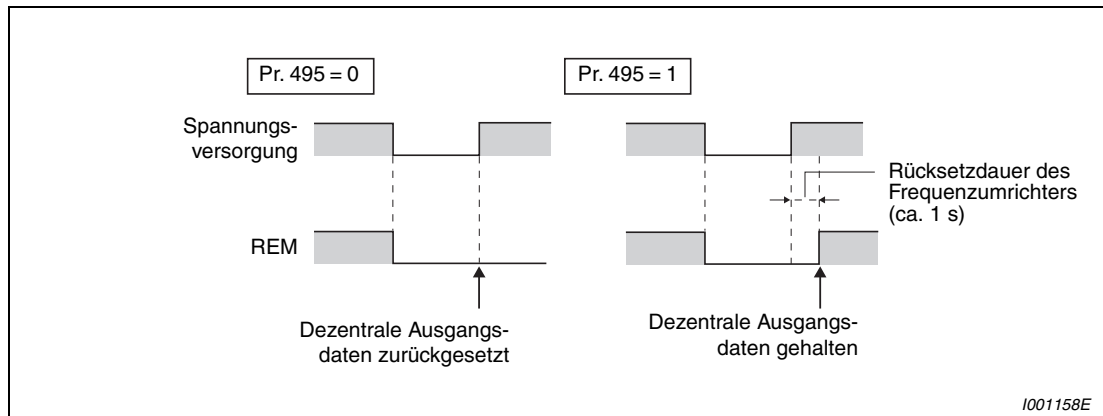 Pr. 495 = 0
Pr. 495 = 1
Spannungs-
versorgung
Rücksetzdauer des
Frequenzumrichters
(ca. 1 s)
REM
Dezentrale Ausgangs-
daten zurückgesetzt
Dezentrale Ausgangs-
daten gehalten
I001158E